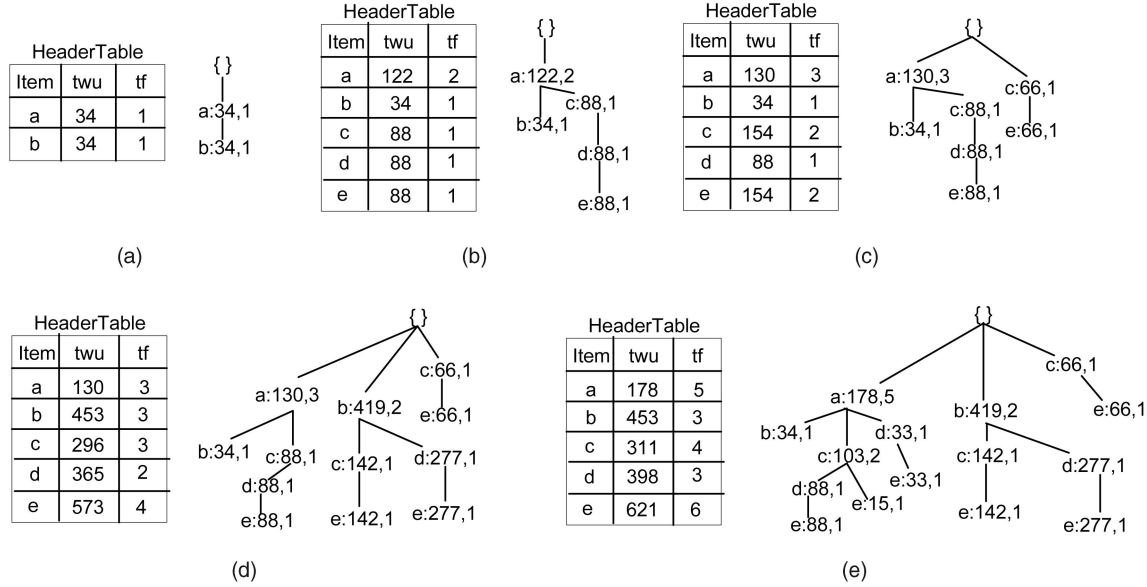 HeaderTable
Item twu tf
a 34 1
b 34 1
{ }
a:34,1
b:34,1
(a)
HeaderTable
Item twu tf
a 122 2
b 34 1
c 88 1
d 88 1
e 88 1
{ }
a:122,2
b:34,1
c:88,1
d:88,1
e:88,1
(b)
HeaderTable
Item twu tf
a 130 3
b 34 1
c 154 2
d 88 1
e 154 2
{ }
a:130,3
c:66,1
b:34,1
c:88,1
e:66,1
d:88,1
e:88,1
(c)
HeaderTable
Item twu tf
a 130 3
b 453 3
c 296 3
d 365 2
e 573 4
{ }
a:130,3
b:419,2
c:66,1
e:66,1
b:34,1
c:88,1
c:142,1
d:277,1
d:88,1
e:88,1
e:142,1
e:277,1
(d)
HeaderTable
Item twu tf
a 178 5
b 453 3
c 311 4
d 398 3
e 621 6
{ }
a:178,5
b:419,2
c:66,1
e:66,1
b:34,1
c:103,2
d:33,1
c:142,1
d:277,1
d:88,1
e:15,1
e:33,1
e:88,1
e:142,1
e:277,1
(e)